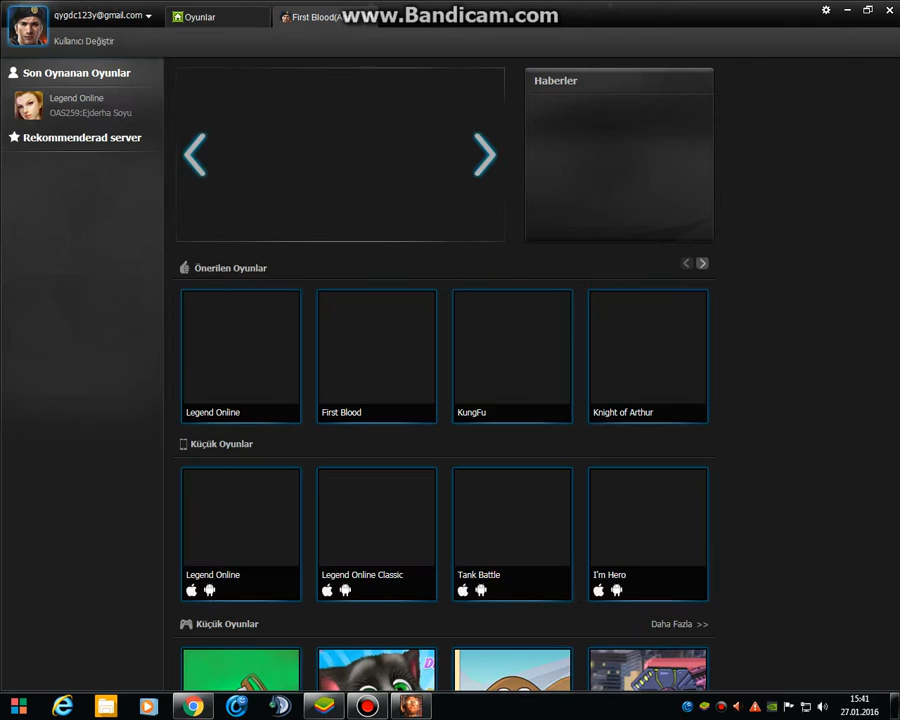 qygdc123y@gmail.com
Oyunlar
First Blood(A
www.Bandicam.com
Kullanıcı Değiştir
Son Oynanan Oyunlar
Legend Online
OAS259:Ejderha Soyu
Rekommenderad server
Haberler
Önerilen Oyunlar
Legend Online
First Blood
KungFu
Knight of Arthur
Küçük Oyunlar
Legend Online
Legend Online Classic
Tank Battle
I'm Hero
Küçük Oyunlar
Daha Fazla >>
15:41
27.01.2016